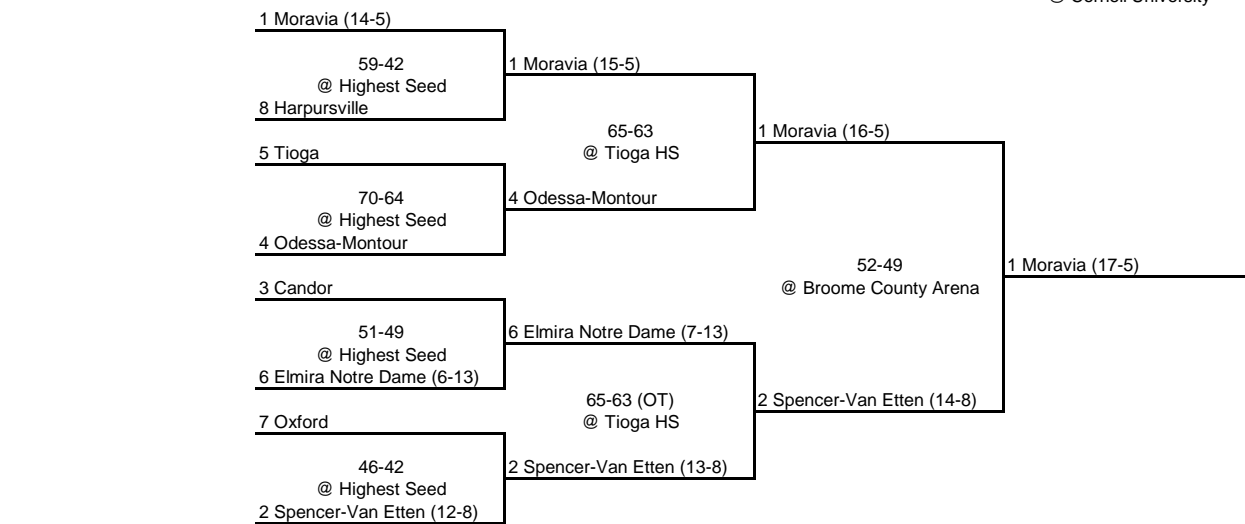 @ Cornell University
1 Moravia (14-5)
59-42
@ Highest Seed
8 Harpursville
1 Moravia (15-5)
5 Tioga
70-64
@ Highest Seed
4 Odessa-Montour
65-63
@ Tioga HS
4 Odessa-Montour
1 Moravia (16-5)
3 Candor
51-49
@ Highest Seed
6 Elmira Notre Dame (6-13)
6 Elmira Notre Dame (7-13)
7 Oxford
46-42
@ Highest Seed
2 Spencer-Van Etten (12-8)
65-63 (OT)
@ Tioga HS
2 Spencer-Van Etten (13-8)
2 Spencer-Van Etten (14-8)
52-49
@ Broome County Arena
1 Moravia (17-5)